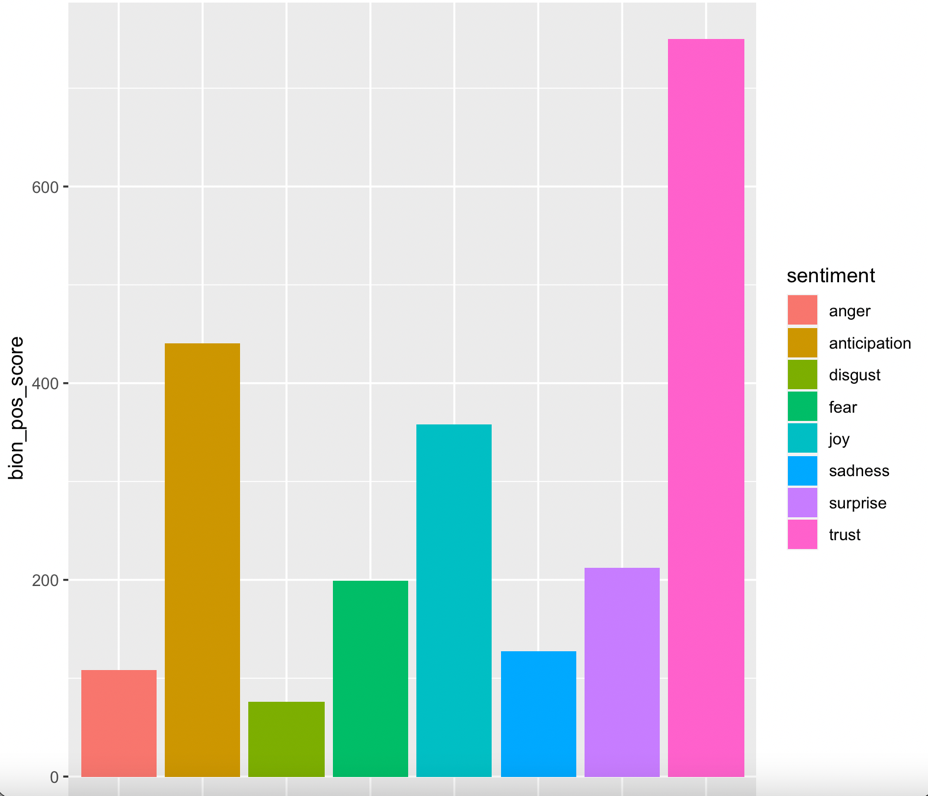 bion_pos_score
600
400
200
0
sentiment
anger
anticipation
disgust
fear
joy
sadness
surprise
trust